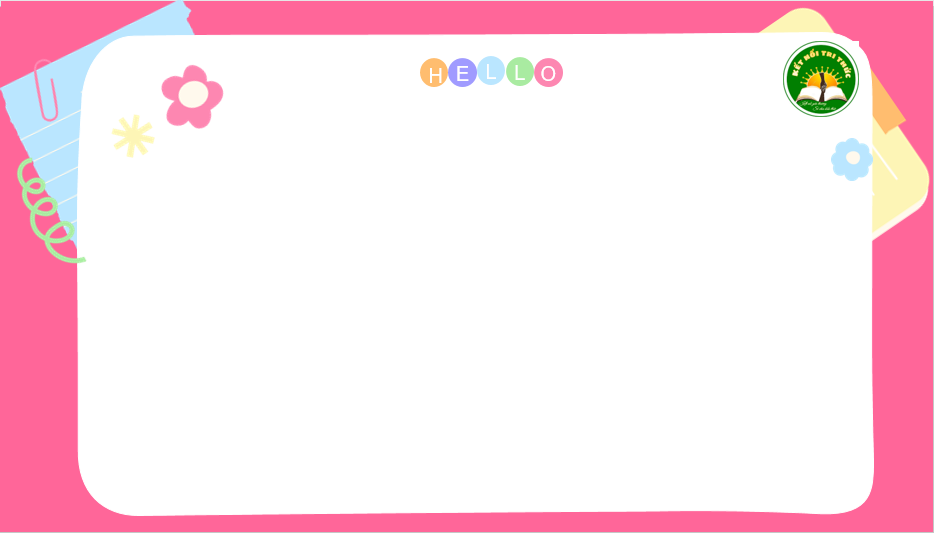 HELLO
KẾT NỐI TRI THỨC